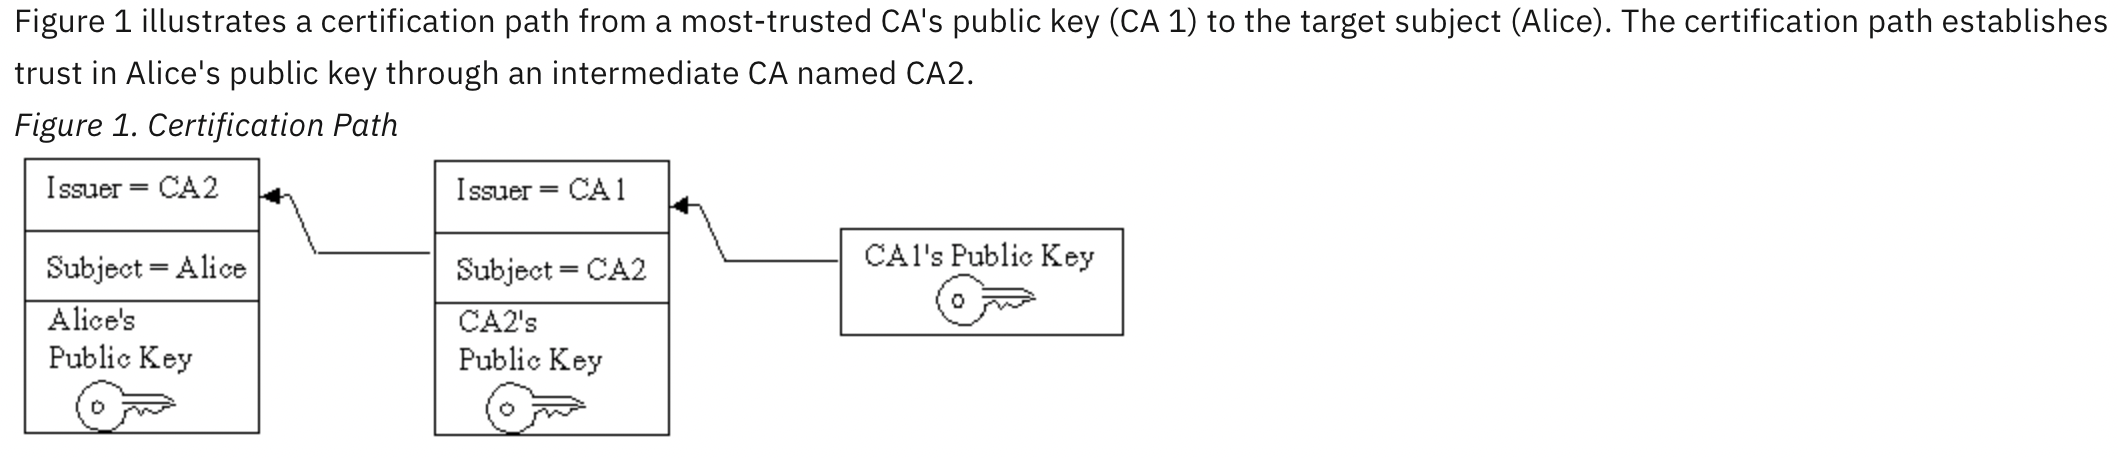 Figure 1 illustrates a certification path from a most-trusted CA's public key (CA 1) to the target subject (Alice). The certification path establishes
trust in Alice's public key through an intermediate CA named CA2.
Figure 1. Certification Path
Issuer = CA2
Subject = Alice
Alice's
Public Key
Issuer = CA1
Subject = CA2
CA2's
Public Key
CA1's Public Key